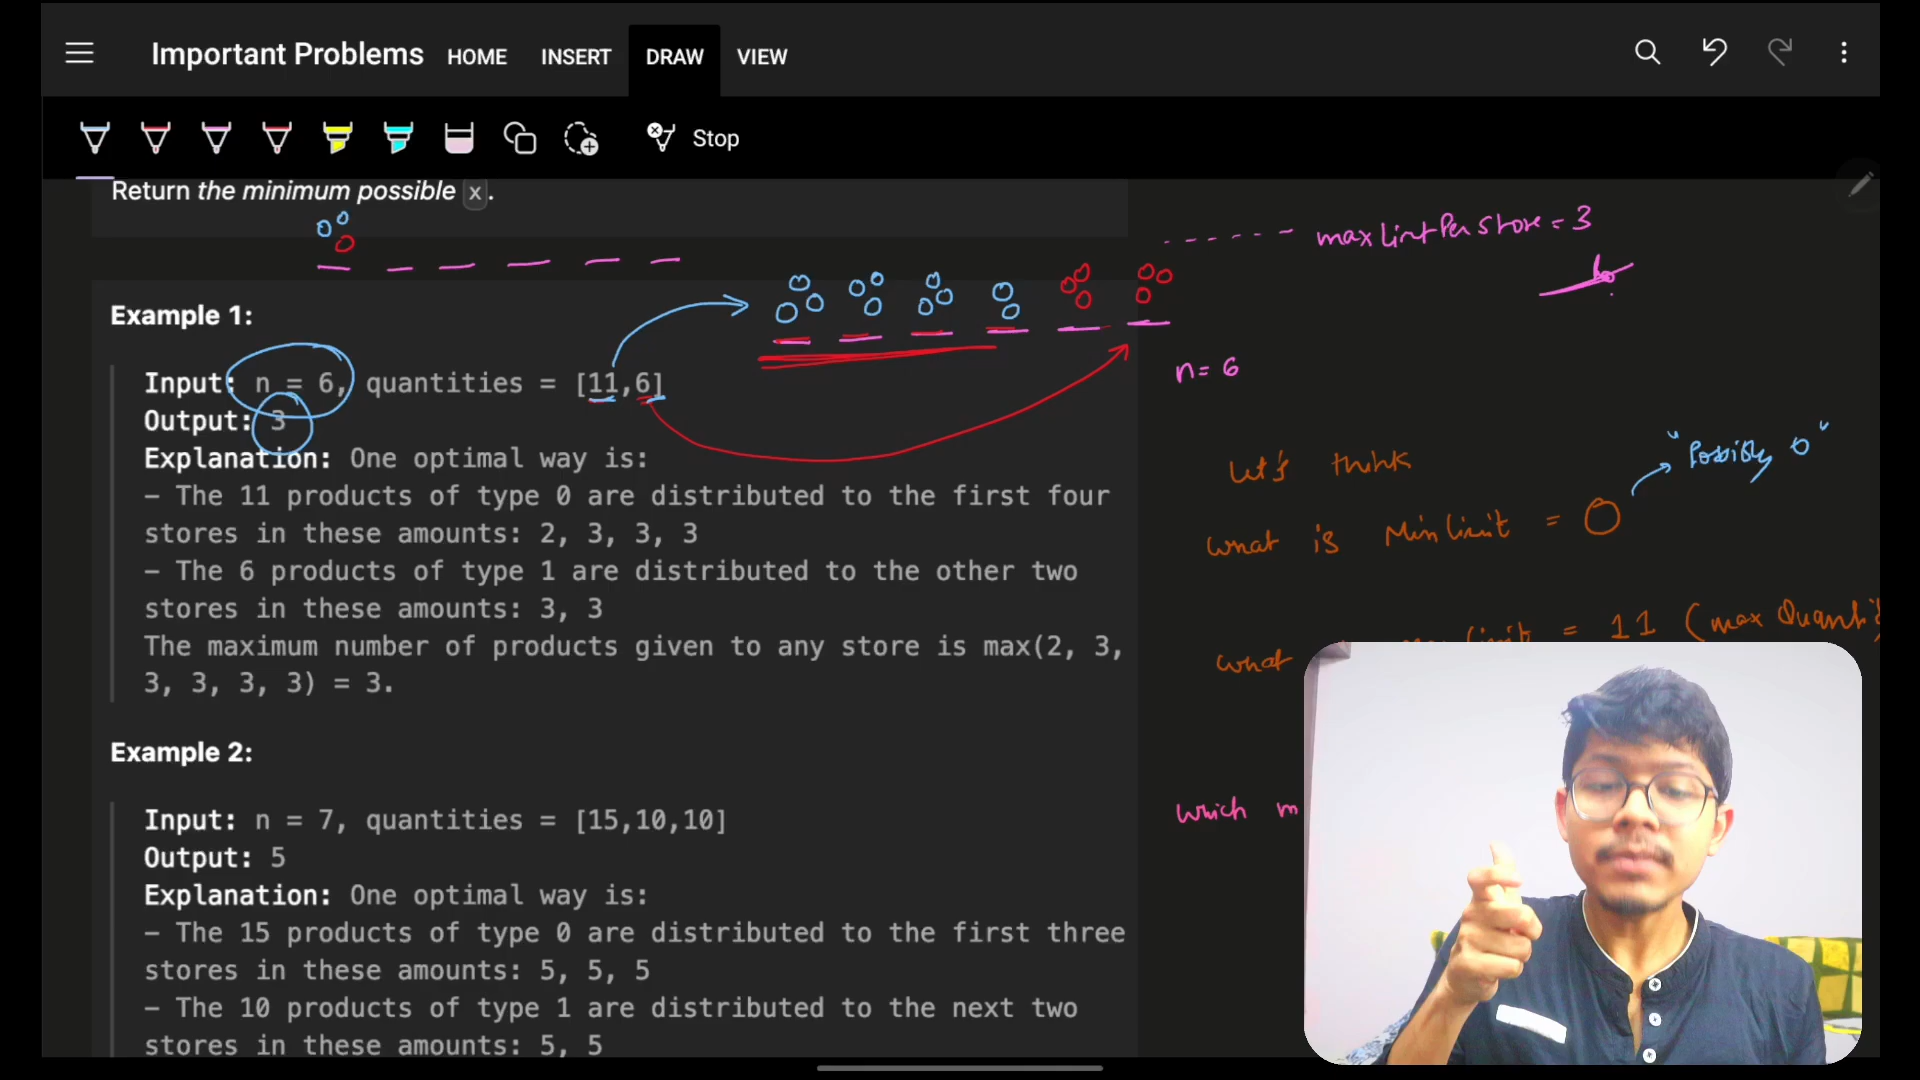 Important Problems HOME INSERT DRAW VIEW
Stop
Return the minimum possible x.
maxLimtPerStore = 3
Example 1:
Input: n = 6, quantities = [11,6]
n = 6
Output: 3
Explanation: One optimal way is:
– The 11 products of type 0 are distributed to the first four
stores in these amounts: 2, 3, 3, 3
– The 6 products of type 1 are distributed to the other two
stores in these amounts: 3, 3
The maximum number of products given to any store is max(2, 3,
3, 3, 3, 3) = 3.
Example 2:
Input: n = 7, quantities = [15,10,10]
Output: 5
Explanation: One optimal way is:
– The 15 products of type 0 are distributed to the first three
stores in these amounts: 5, 5, 5
– The 10 products of type 1 are distributed to the next two
stores in these amounts: 5, 5
Let's think
"Possibly 0"
what is Min Limit = 0
what = 11 (max Quanti
which m